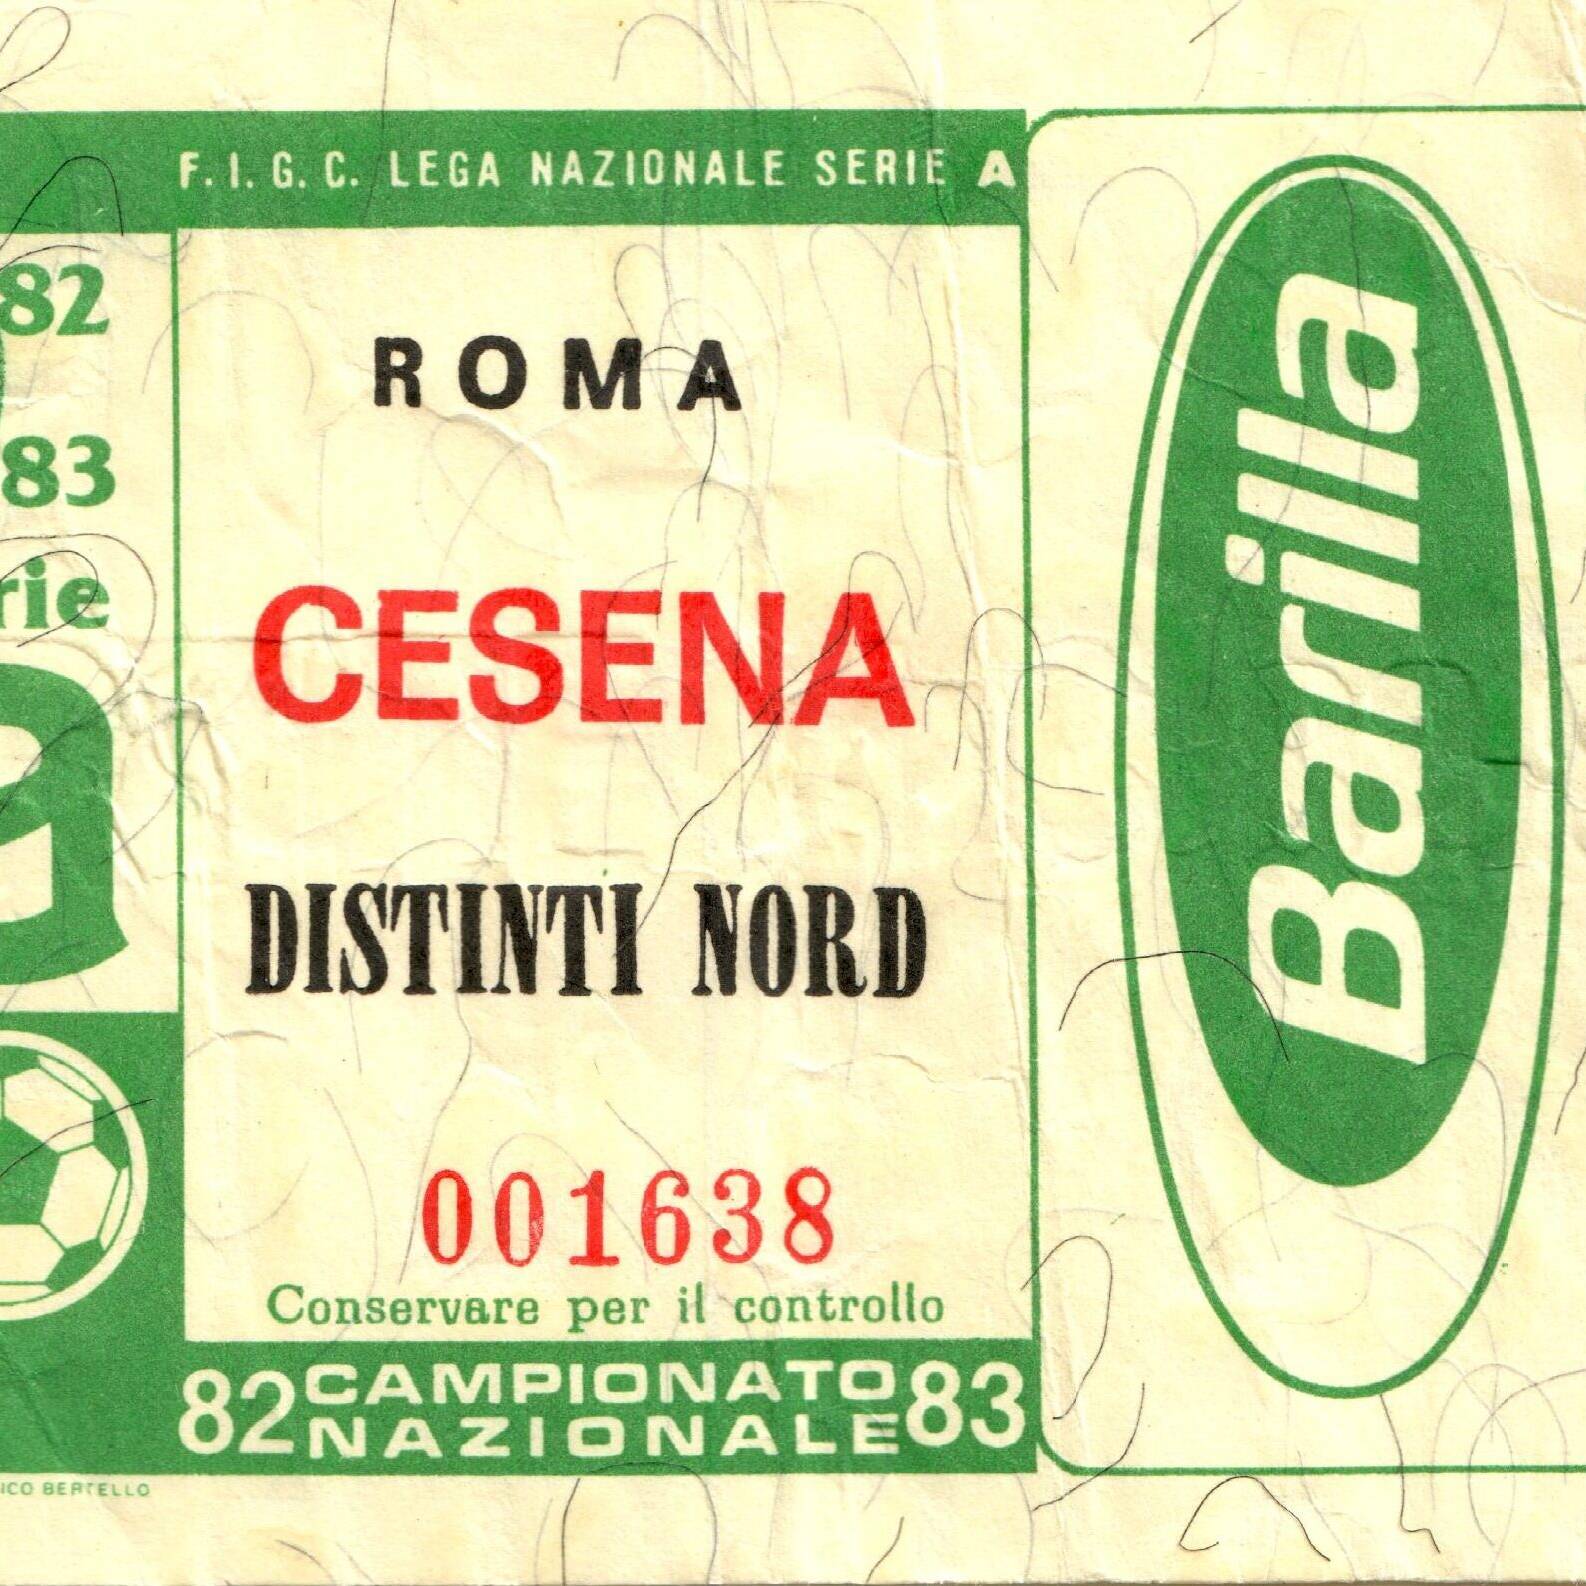 F.I.G.C. LEGA NAZIONALE SERIE A
82
83
ROMA
CESENA
DISTINTI NORD
001638
Conservare per il controllo
82 CAMPIONATO NAZIONALE 83
BERTELLO
Barilla